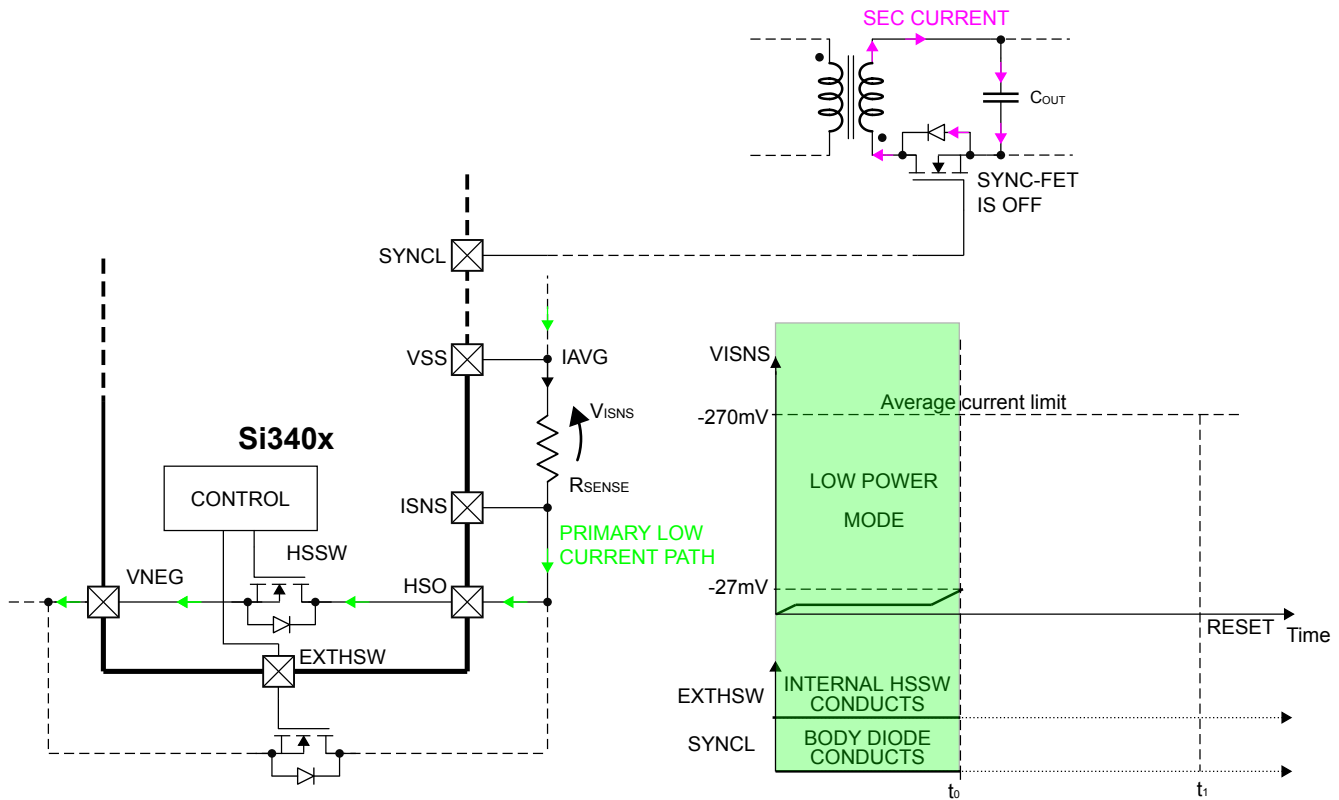 SEC CURRENT
COUT
SYNC-FET
IS OFF
SYNCL
VSS
IAVG
VISNS
RSENSE
Si340x
CONTROL
ISNS
HSSW
PRIMARY LOW
CURRENT PATH
VNEG
HSO
EXTHSW
VISNS
-270mV
Average current limit
LOW POWER
MODE
-27mV
RESET
Time
EXTHSW
INTERNAL HSSW
CONDUCTS
SYNCL
BODY DIODE
CONDUCTS
t0
t1